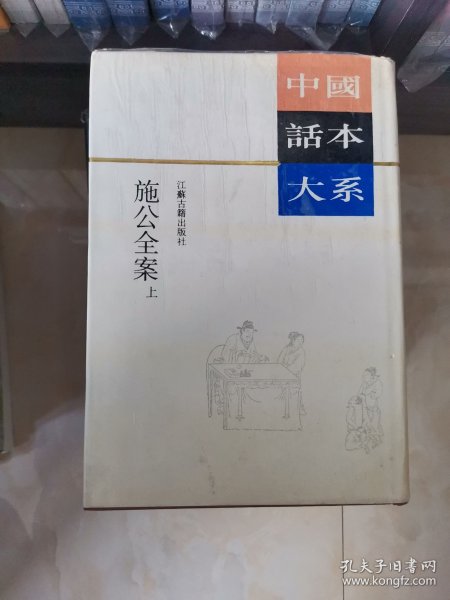 中國
話本
大系
江蘇古籍出版社
施公全案 上
孔夫子旧书网
www.kongfz.com